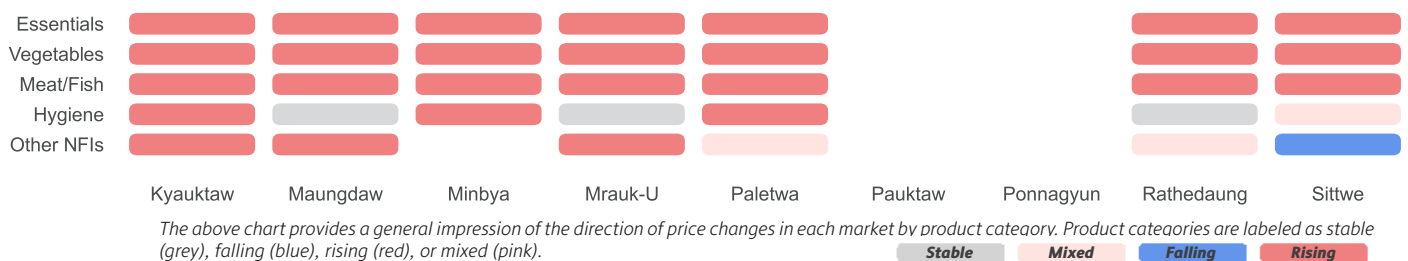 Essentials
Vegetables
Meat/Fish
Hygiene
Other NFIs
Kyauktaw Maungdaw Minbya Mrauk-U Paletwa Pauktaw Ponnagyun Rathedaung Sittwe
The above chart provides a general impression of the direction of price changes in each market by product category. Product categories are labeled as stable
(grey), falling (blue), rising (red), or mixed (pink).
Stable Mixed Falling Rising